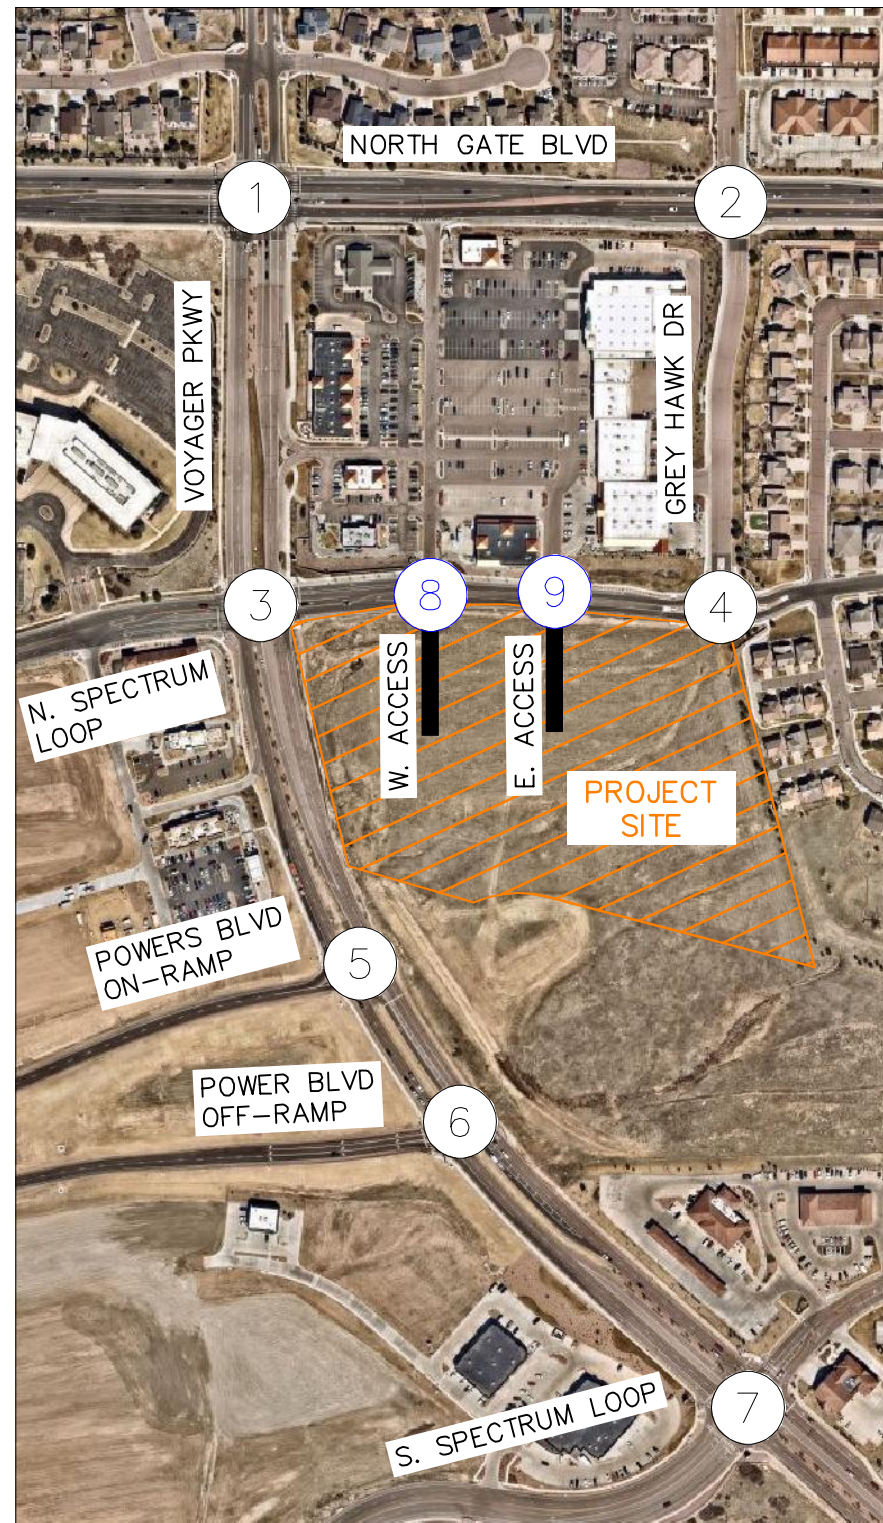 NORTH GATE BLVD
1
2
VOYAGER PKWY
GREY HAWK DR
3
8
9
4
W. ACCESS
E. ACCESS
N. SPECTRUM
LOOP
PROJECT
SITE
POWERS BLVD
ON-RAMP
5
POWER BLVD
OFF-RAMP
6
S. SPECTRUM LOOP
7